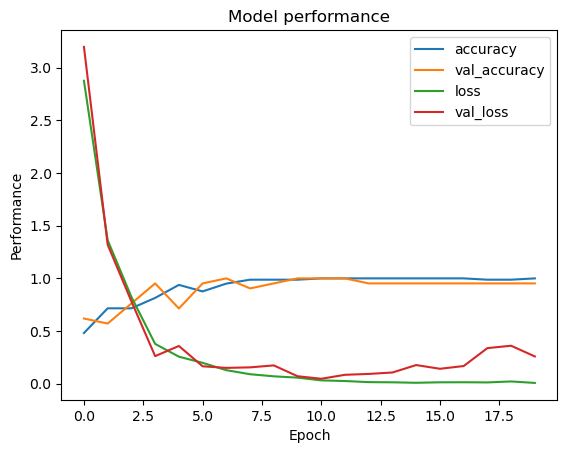 Model performance
accuracy
val_accuracy
loss
val_loss
3.0
2.5
2.0
1.5
1.0
0.5
0.0
Performance
0.0 2.5 5.0 7.5 10.0 12.5 15.0 17.5
Epoch